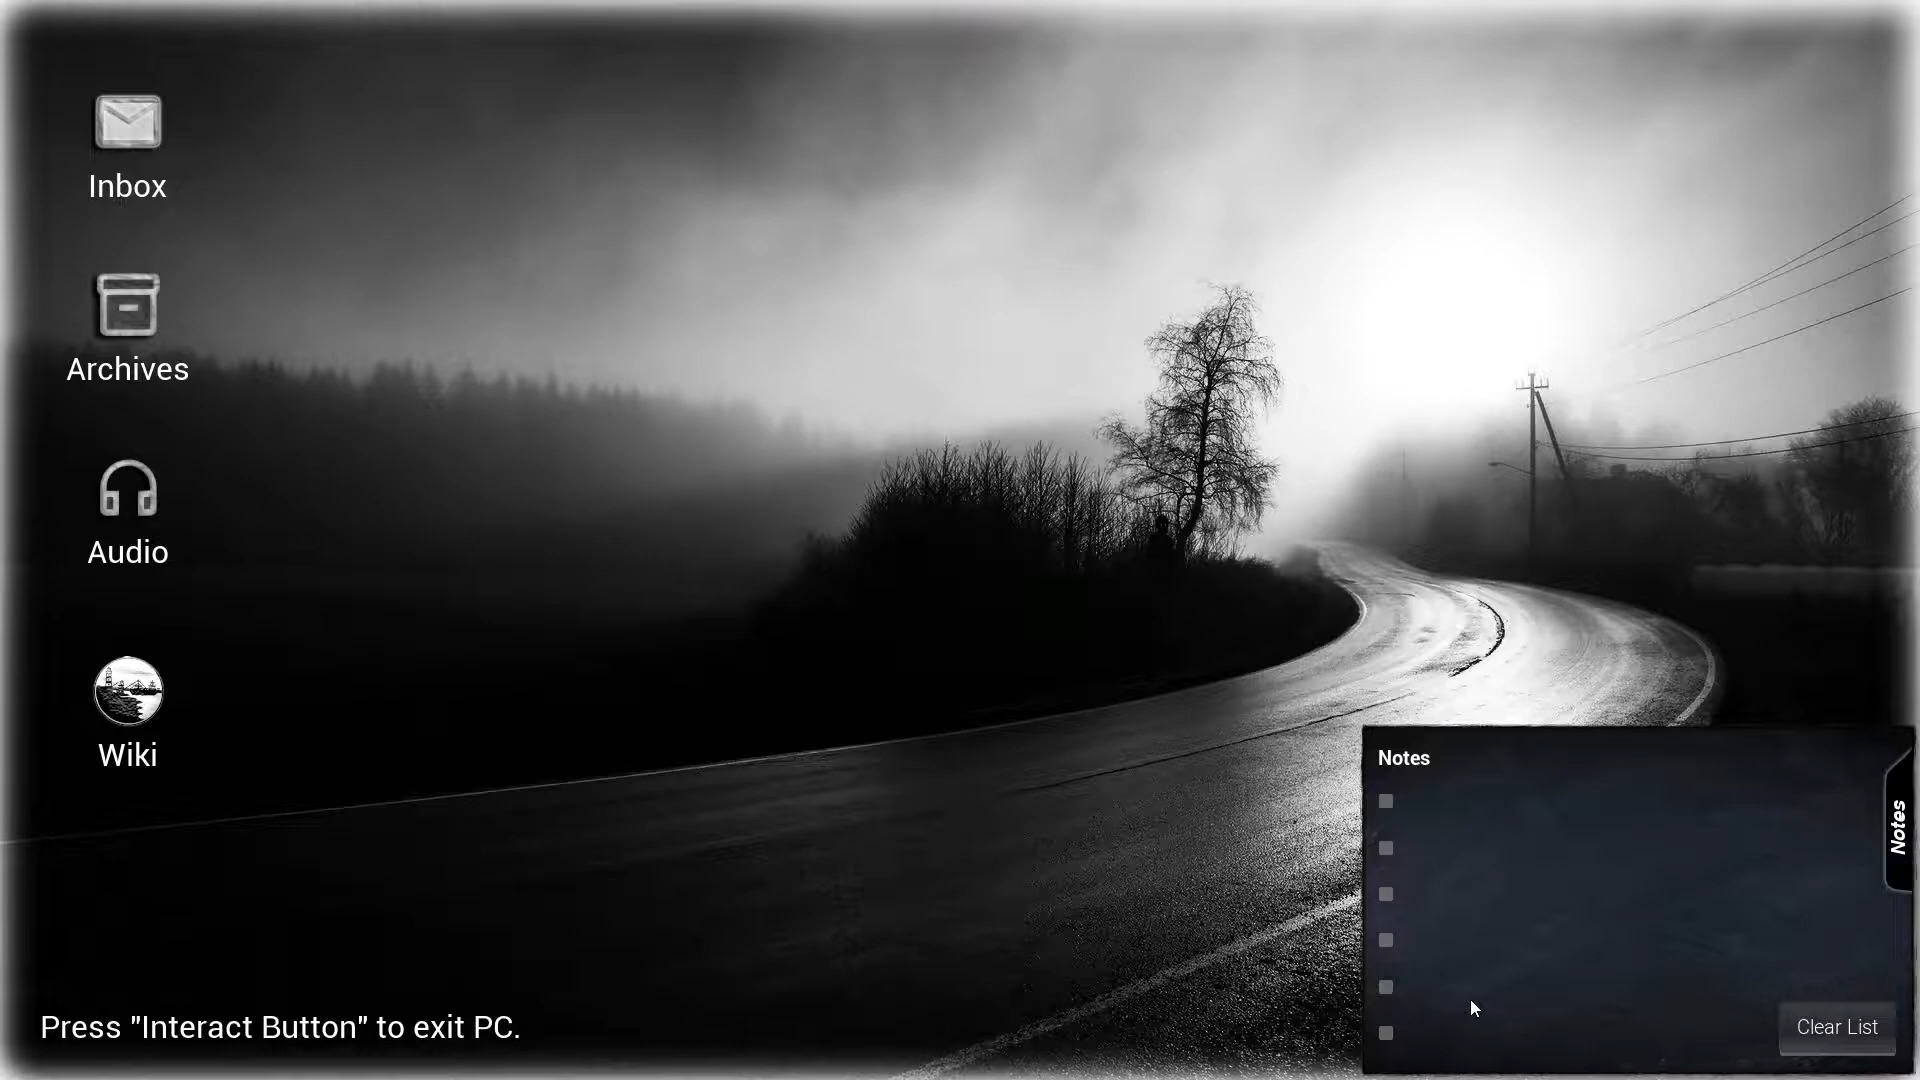 Inbox
Archives
Audio
Wiki
Notes
Notes
Clear List
Press "Interact Button" to exit PC.